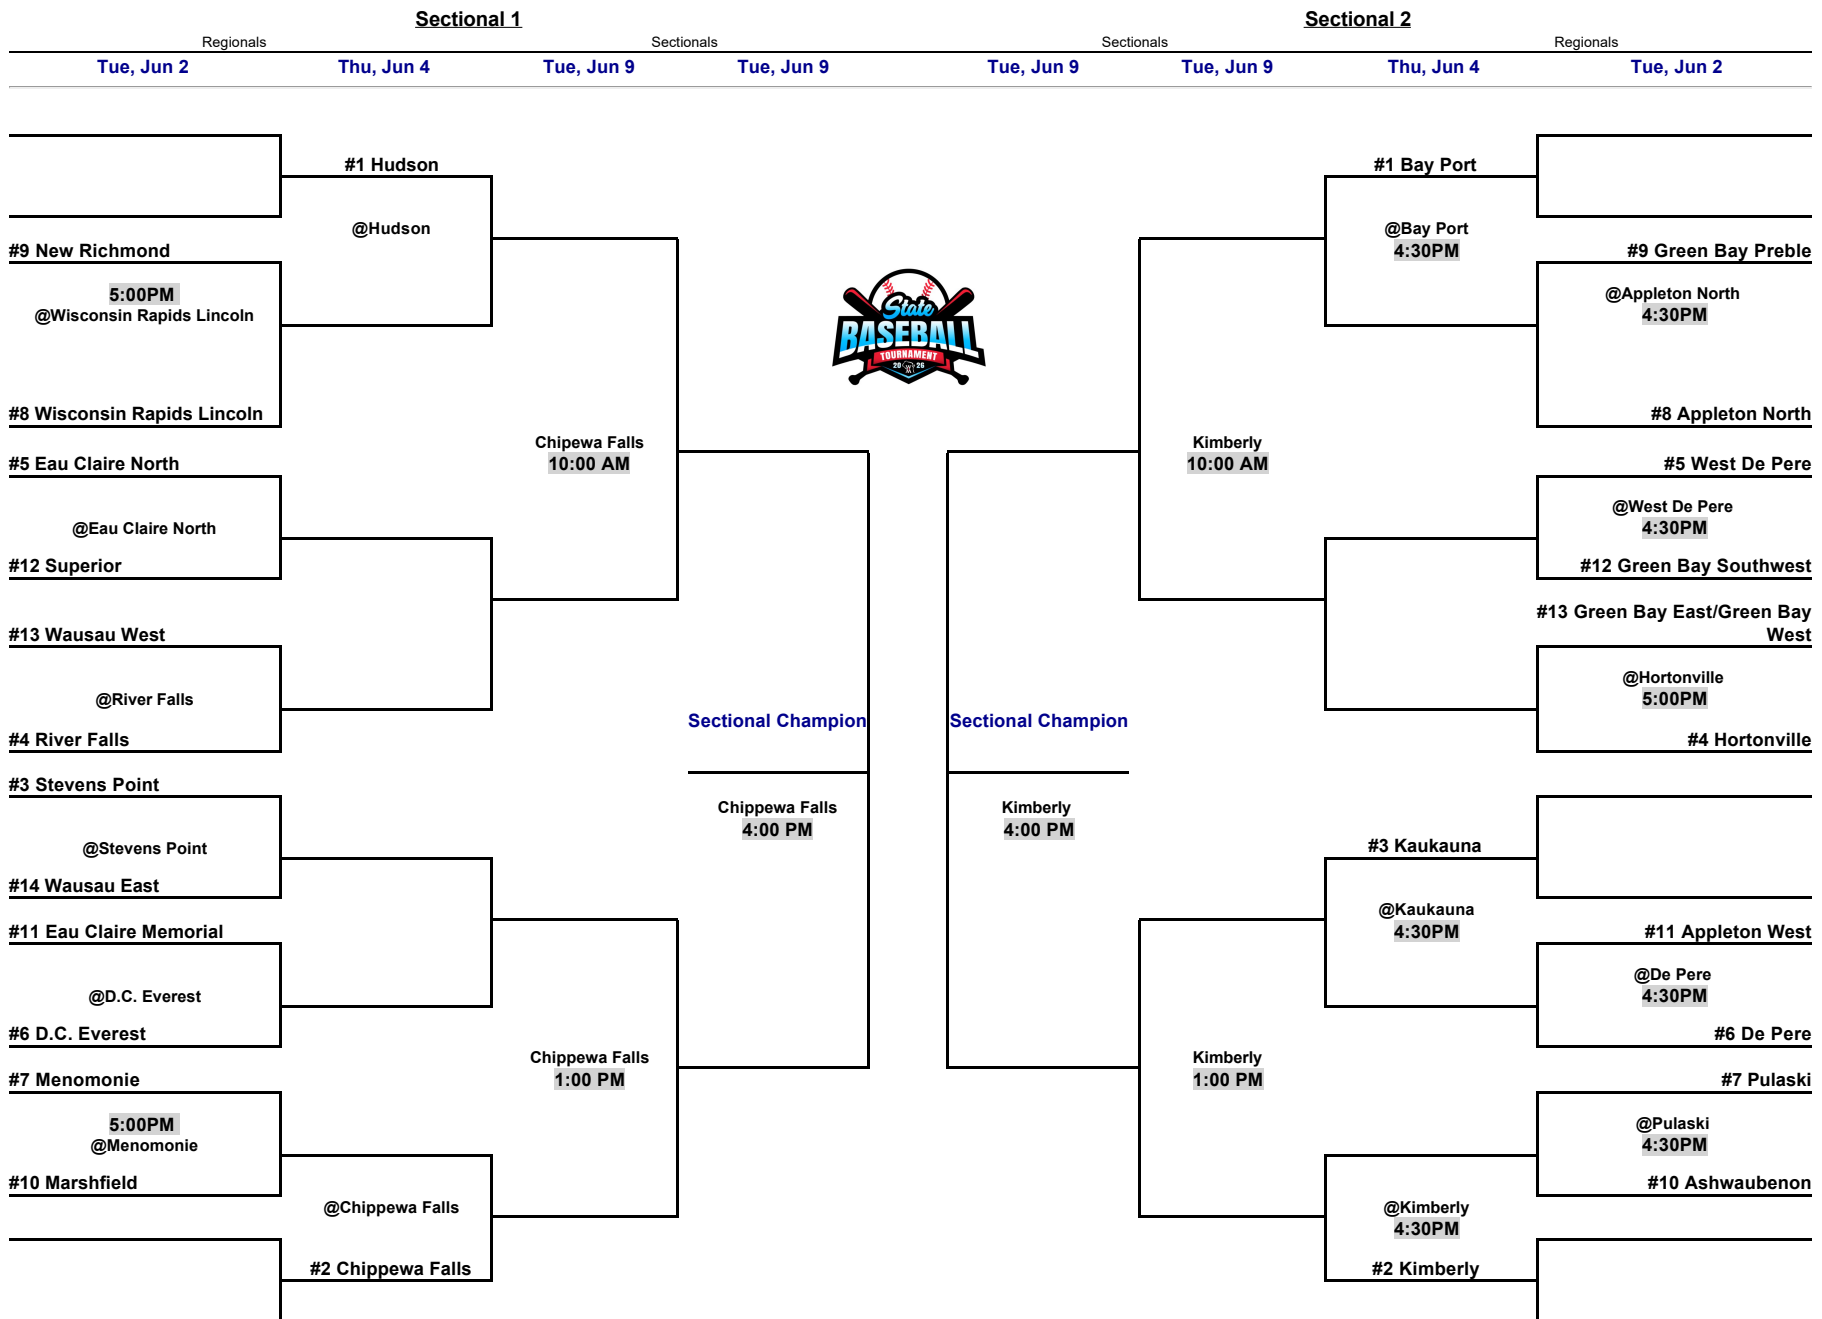 Sectional 1
Sectional 2
Regionals
Sectionals
Sectionals
Regionals
Tue, Jun 2
Thu, Jun 4
Tue, Jun 9
Tue, Jun 9
Tue, Jun 9
Tue, Jun 9
Thu, Jun 4
Tue, Jun 2
#1 Hudson
@Hudson
#9 New Richmond
5:00PM
@Wisconsin Rapids Lincoln
#8 Wisconsin Rapids Lincoln
#5 Eau Claire North
@Eau Claire North
#12 Superior
#13 Wausau West
@River Falls
#4 River Falls
#3 Stevens Point
@Stevens Point
#14 Wausau East
#11 Eau Claire Memorial
@D.C. Everest
#6 D.C. Everest
#7 Menomonie
5:00PM
@Menomonie
#10 Marshfield
@Chippewa Falls
#2 Chippewa Falls
Chipewa Falls
10:00 AM
Chippewa Falls
1:00 PM
Sectional Champion
Chippewa Falls
4:00 PM
State
BASEBALL
TOURNAMENT
20 26
Sectional Champion
Kimberly
4:00 PM
Kimberly
10:00 AM
Kimberly
1:00 PM
#1 Bay Port
@Bay Port
4:30PM
#9 Green Bay Preble
@Appleton North
4:30PM
#8 Appleton North
#5 West De Pere
@West De Pere
4:30PM
#12 Green Bay Southwest
#13 Green Bay East/Green Bay
West
@Hortonville
5:00PM
#4 Hortonville
#3 Kaukauna
@Kaukauna
4:30PM
#11 Appleton West
@De Pere
4:30PM
#6 De Pere
#7 Pulaski
@Pulaski
4:30PM
#10 Ashwaubenon
@Kimberly
4:30PM
#2 Kimberly